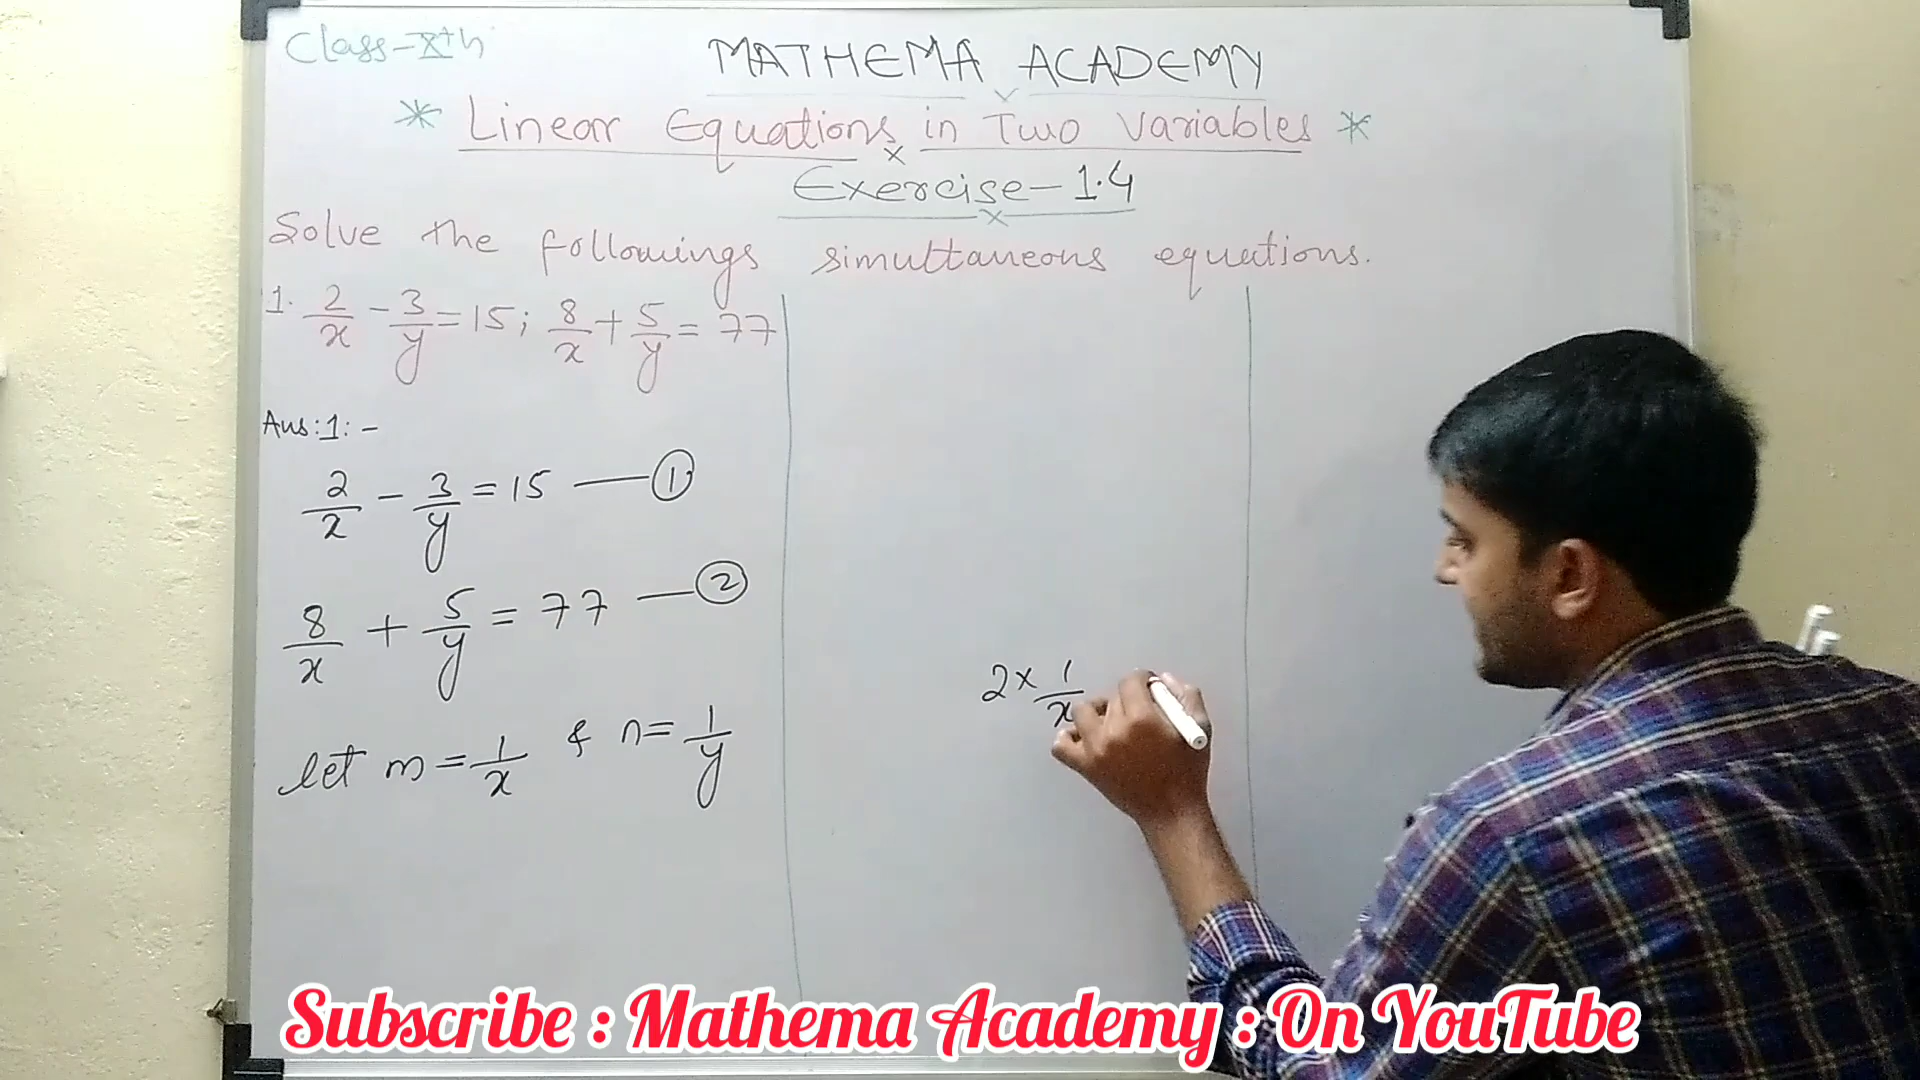 Class-Xth
MATHEMA ACADEMY
* Linear Equations in Two Variables *
Exercise-1.4
Solve the followings simultaneous equations.
1. 2/x - 3/y = 15; 8/x + 5/y = 77
Ans:1:-
2/x - 3/y = 15 — ①
8/x + 5/y = 77 — ②
let m = 1/x & n = 1/y
2 × 1/x
Subscribe : Mathema Academy : On YouTube